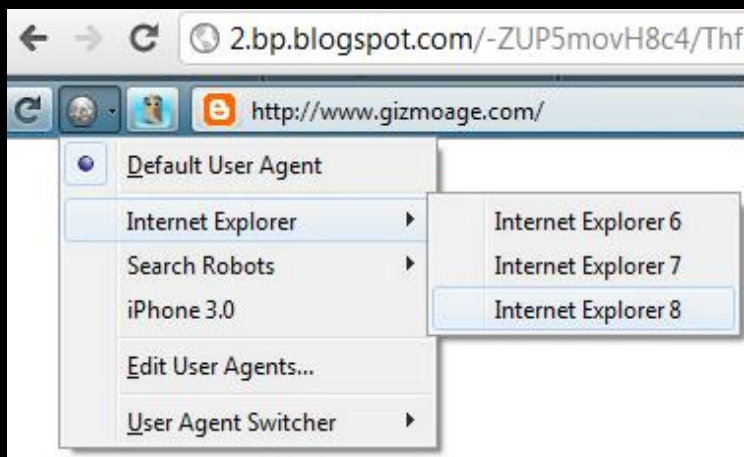 2.bp.blogspot.com/-ZUP5movH8c4/Thf
http://www.gizmoage.com/
Default User Agent
Internet Explorer
Internet Explorer 6
Search Robots
Internet Explorer 7
iPhone 3.0
Internet Explorer 8
Edit User Agents...
User Agent Switcher